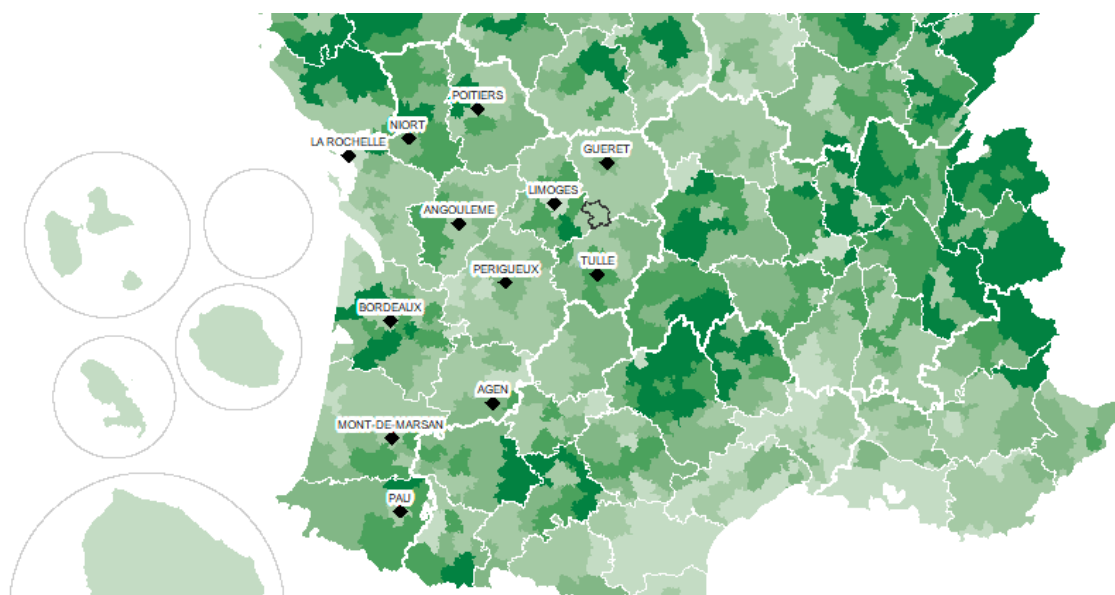 POITIERS
NIORT
LA ROCHELLE
GUERET
LIMOGES
ANGOULEME
TULLE
PERIGUEUX
BORDEAUX
AGEN
MONT-DE-MARSAN
PAU